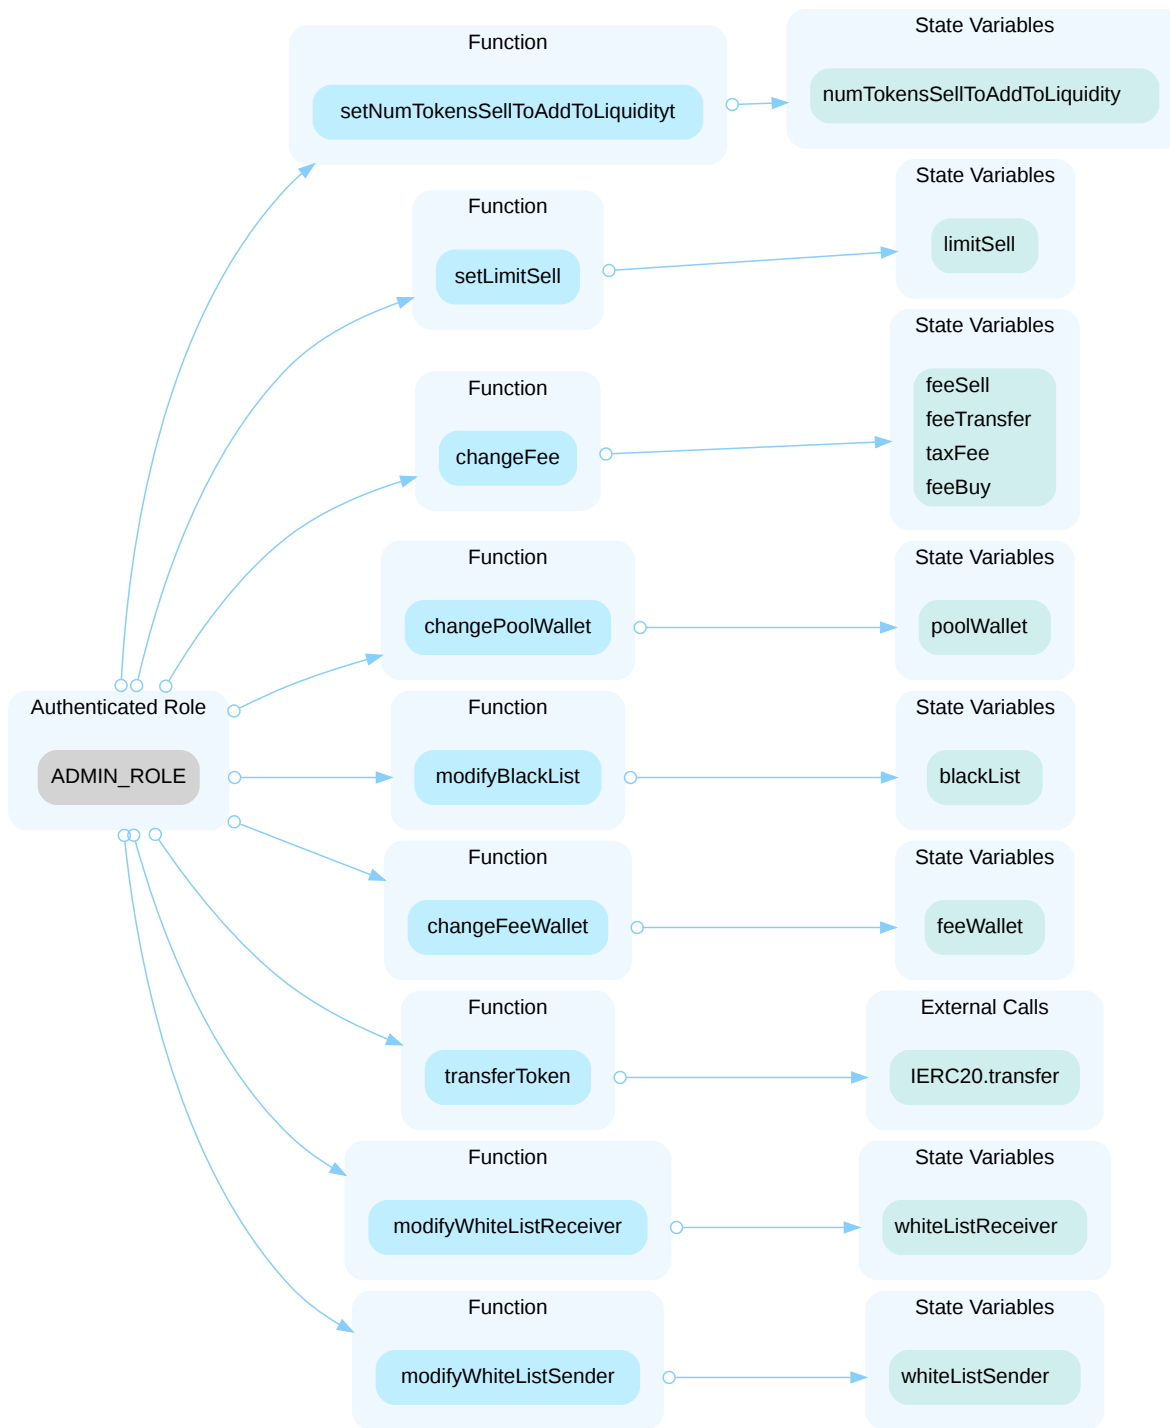 Function
setNumTokensSellToAddToLiquidityt
State Variables
numTokensSellToAddToLiquidity
Function
setLimitSell
State Variables
limitSell
Function
changeFee
State Variables
feeSell
feeTransfer
taxFee
feeBuy
Function
changePoolWallet
State Variables
poolWallet
Authenticated Role
ADMIN_ROLE
Function
modifyBlackList
State Variables
blackList
Function
changeFeeWallet
State Variables
feeWallet
Function
transferToken
External Calls
IERC20.transfer
Function
modifyWhiteListReceiver
State Variables
whiteListReceiver
Function
modifyWhiteListSender
State Variables
whiteListSender